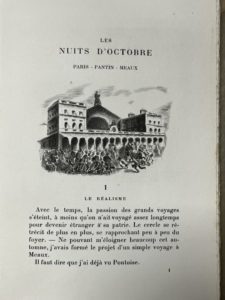 LES
NUITS D'OCTOBRE
PARIS - PANTIN - MEAUX
I
LE RÉALISME
Avec le temps, la passion des grands voyages
s'éteint, à moins qu'on n'ait voyagé assez longtemps
pour devenir étranger à sa patrie. Le cercle se ré-
trécit de plus en plus, se rapprochant peu à peu du
foyer. — Ne pouvant m'éloigner beaucoup cet au-
tomne, j'avais formé le projet d'un simple voyage à
Meaux.
Il faut dire que j'ai déjà vu Pontoise.